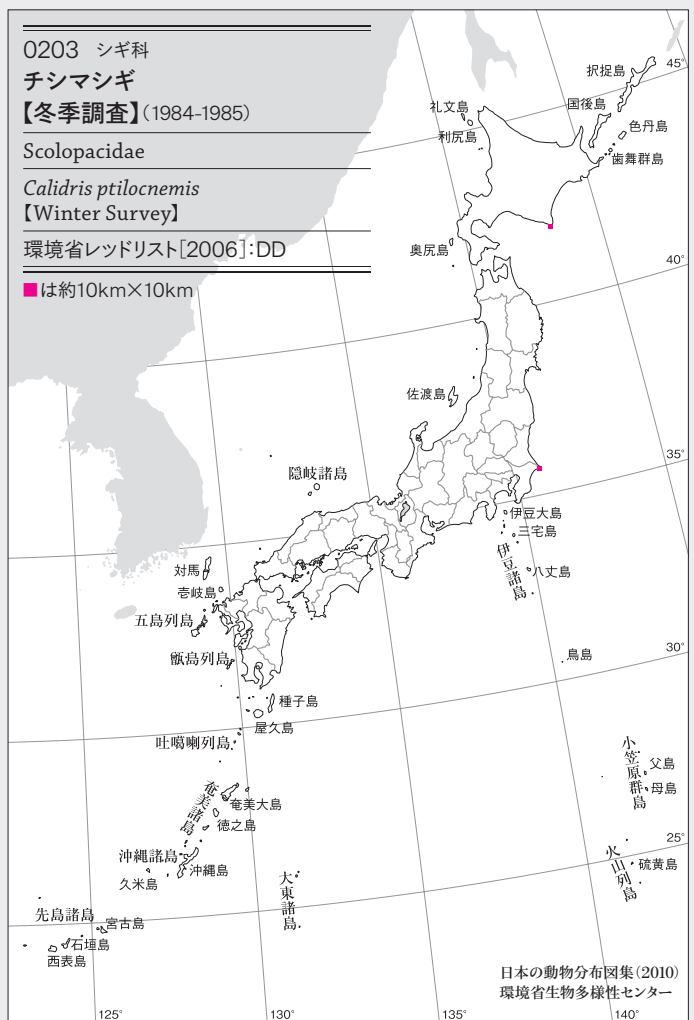 0203 シギ科
チシマシギ
【冬季調査】(1984-1985)
Scolopacidae
Calidris ptilocnemis
【Winter Survey】
環境省レッドリスト[2006]:DD
■は約10km×10km
択捉島
45°
礼文島
国後島
色丹島
利尻島
歯舞群島
奥尻島
40°
佐渡島
35°
隠岐諸島
伊豆大島
三宅島
伊豆諸島
八丈島
対馬
壱岐島
五島列島
甑島列島
鳥島
30°
種子島
屋久島
吐噶喇列島
小笠原群島
父島
母島
奄美諸島
奄美大島
徳之島
25°
沖縄諸島
沖縄島
久米島
火山列島
硫黄島
大東諸島
先島諸島
宮古島
石垣島
西表島
日本の動物分布図集(2010)
環境省生物多様性センター
125°
130°
135°
140°